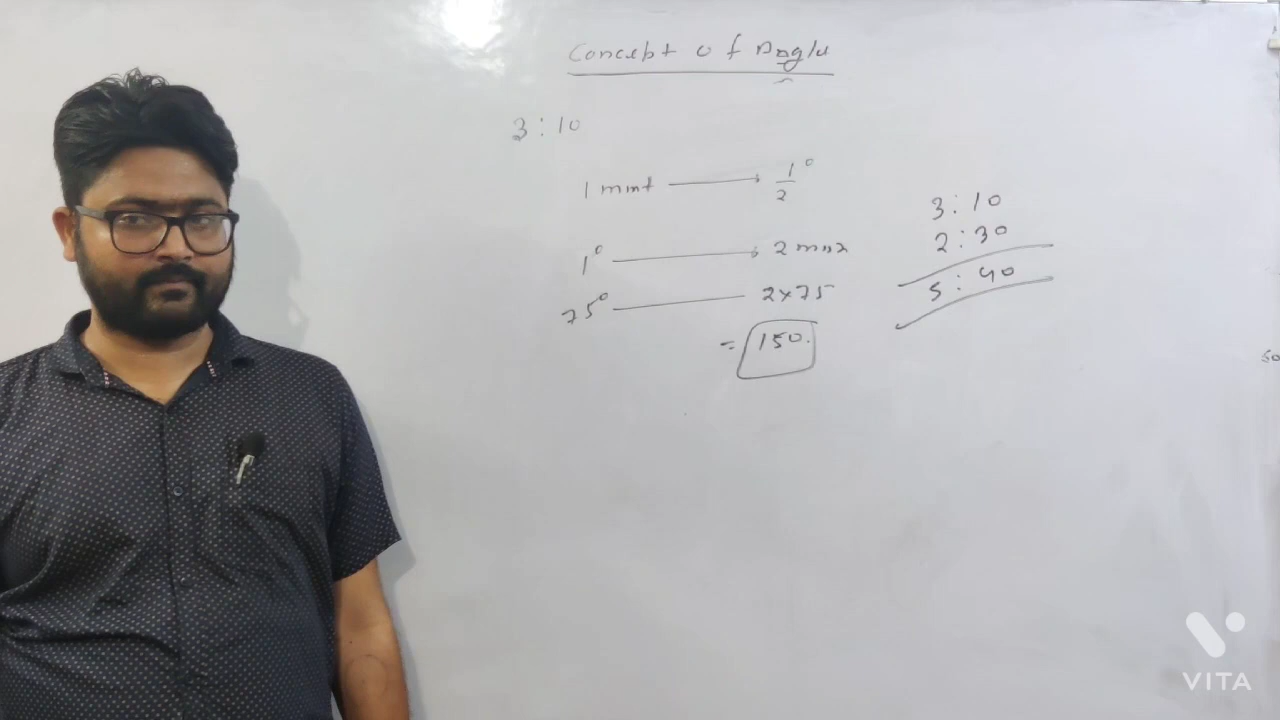 Concept of Angle
3:10
1 mint → 1/2°
1° → 2 min
75° — 2×75
= 150.
3:10
2:30
5:40
50
VITA